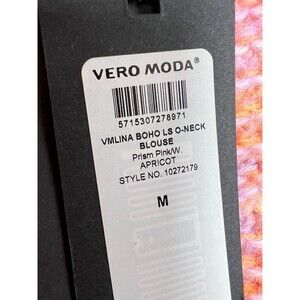 VERO MODA®
5715307278971
VMLINA BOHO LS O-NECK
BLOUSE
Prism Pink/W.
APRICOT
STYLE NO. 10272179
M